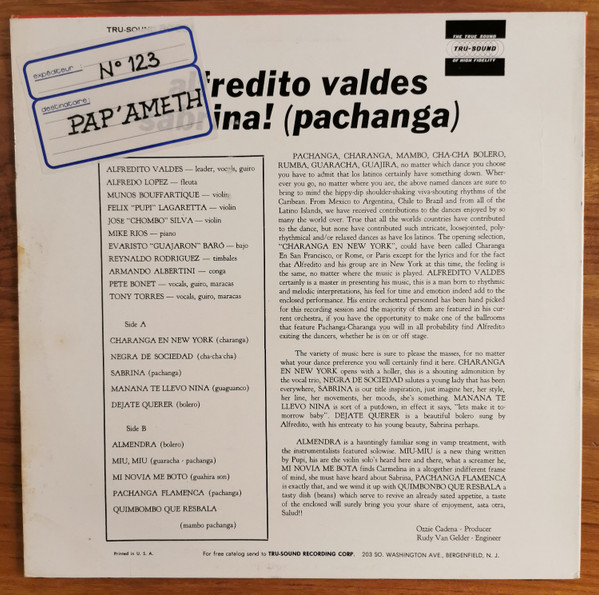 TRU-SOUND
expéditeur:
N° 123
destinataire:
PAP'AMETH
THE TRUE SOUND
TRU-SOUND
OF HIGH FIDELITY
alfredito valdes
sabrina! (pachanga)
ALFREDITO VALDES — leader, vocals, guiro
ALFREDO LOPEZ — flauta
MUNOS BOUFFARTIQUE — violin
FELIX "PUPI" LAGARETTA — violin
JOSE "CHOMBO" SILVA — violin
MIKE RIOS — piano
EVARISTO "GUAJARON" BARÓ — bajo
REYNALDO RODRIGUEZ — timbales
ARMANDO ALBERTINI — conga
PETE BONET — vocals, guiro, maracas
TONY TORRES — vocals, guiro, maracas
Side A
CHARANGA EN NEW YORK (charanga)
NEGRA DE SOCIEDAD (cha-cha cha)
SABRINA (pachanga)
MANANA TE LLEVO NINA (guaguanco)
DEJATE QUERER (bolero)
Side B
ALMENDRA (bolero)
MIU, MIU (guaracha - pachanga)
MI NOVIA ME BOTO (guahira son)
PACHANGA FLAMENCA (pachanga)
QUIMBOMBO QUE RESBALA
(mambo pachanga)
PACHANGA, CHARANGA, MAMBO, CHA-CHA BOLERO,
RUMBA, GUARACHA, GUAJIRA, no matter which dance you choose
you have to admit that los latinos certainly have something down. Wher-
ever you go, no matter where you are, the above named dances are sure to
bring to mind the hippy-dip shoulder-shaking viva-shouting rhythms of the
Caribean. From Mexico to Argentina, Chile to Brazil and from all of the
Latino Islands, we have received contributions to the dances enjoyed by so
many the world over. True that all the worlds countries have contributed
to the dance, but none have contributed such intricate, loosejointed, poly-
rhythmical and/or relaxed dances as have los latinos. The opening selection,
"CHARANGA EN NEW YORK", could have been called Charanga
En San Francisco, or Rome, or Paris except for the lyrics and for the fact
that Alfredito and his group are in New York at this time, the feeling is
the same, no matter where the music is played. ALFREDITO VALDES
certainly is a master in presenting his music, this is a man born to rhythmic
and melodic interpretations, his feel for time and emotion indeed add to the
enclosed performance. His entire orchestral personnel has been hand picked
for this recording session and the majority of them are featured in his cur-
rent orchestra, if you have the opportunity to make one of the ballrooms
that feature Pachanga-Charanga you will in all probability find Alfredito
exiting the dancers, whether he is on or off stage.
The variety of music here is sure to please the masses, for no matter
what your dance preference you will certainly find it here. CHARANGA
EN NEW YORK opens with a holler, this is a shouting admonition by
the vocal trio, NEGRA DE SOCIEDAD salutes a young lady that has been
everywhere, SABRINA is our title inspiration, just imagine her, her style,
her line, her movements, her moods, she's something. MANANA TE
LLEVO NINA is sort of a putdown, in effect it says, "lets make it to-
morrow baby". DEJATE QUERER is a beautiful bolero sung by
Alfredito, with his entreaty to his young beauty, Sabrina perhaps.
ALMENDRA is a hauntingly familiar song in vamp treatment, with
the instrumentalists featured solowise. MIU-MIU is a new thing written
by Pupi, his are the violin solo's heard here and there, what a screamer he,
MI NOVIA ME BOTA finds Carmelina in a altogether indifferent frame
of mind, she must have heard about Sabrina, PACHANGA FLAMENCA
is exactly that, and we wind it up with QUIMBONBO QUE RESBALA a
tasty dish (beans) which serve to revive an already sated appetite, a taste
of the enclosed will surely bring you your share of enjoyment, asta otra,
Salud!!
Ozzie Cadena - Producer
Rudy Van Gelder - Engineer
Printed in U. S. A.
For free catalog send to TRU-SOUND RECORDING CORP. 203 SO. WASHINGTON AVE., BERGENFIELD, N. J.